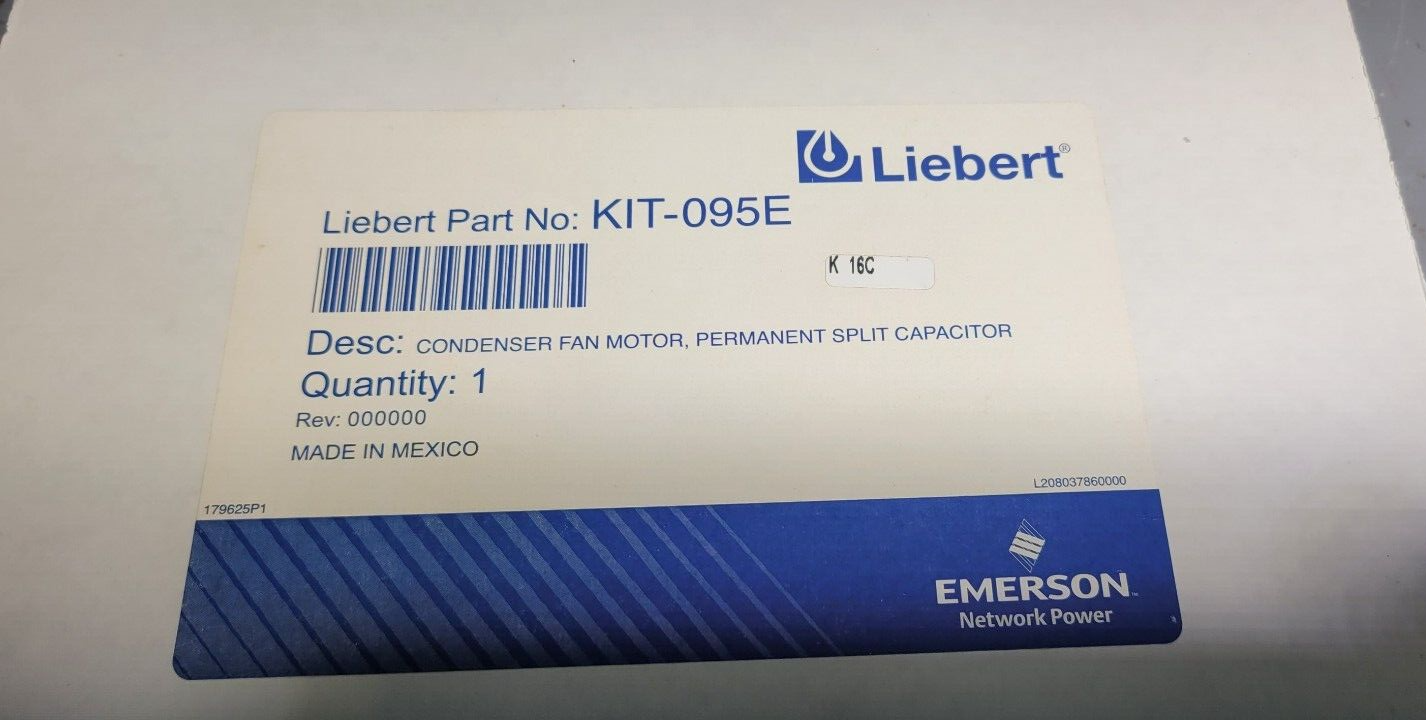 Liebert®
Liebert Part No: KIT-095E
K 16C
Desc: CONDENSER FAN MOTOR, PERMANENT SPLIT CAPACITOR
Quantity: 1
Rev: 000000
MADE IN MEXICO
L208037860000
179625P1
EMERSON™
Network Power